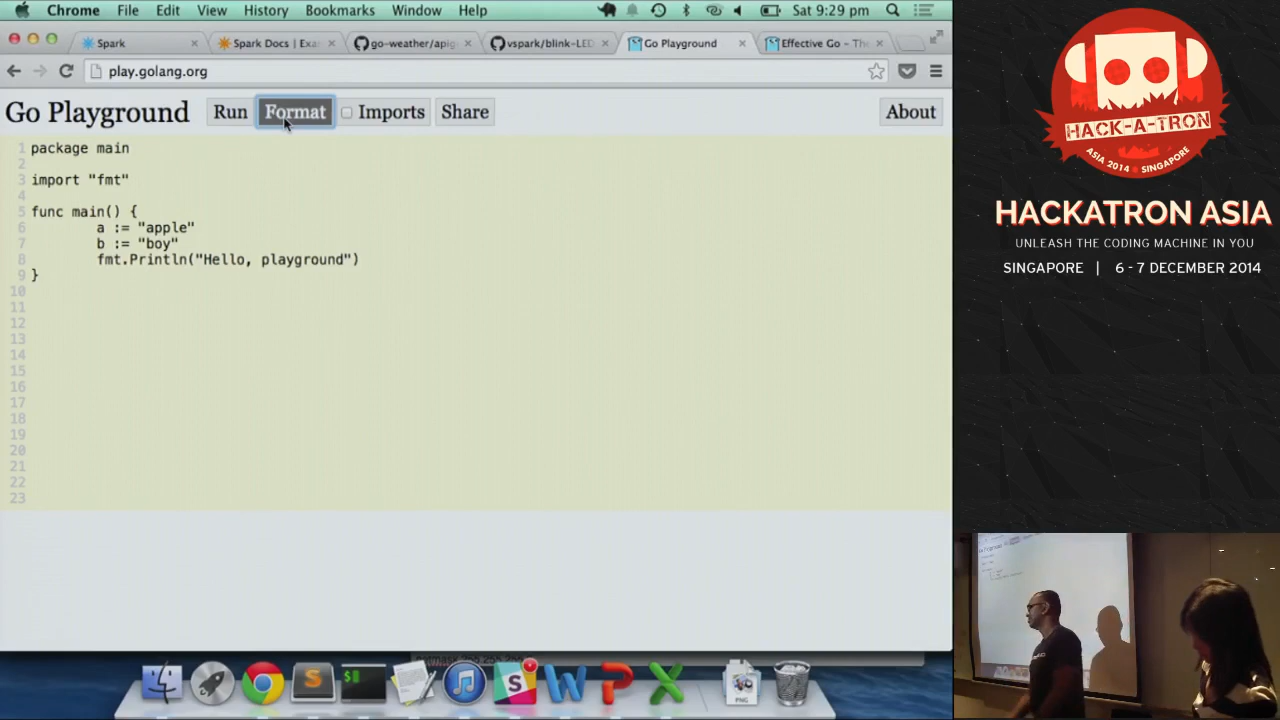 Chrome File Edit View History Bookmarks Window Help Sat 9:29 pm
Spark
Spark Docs | Exa
go-weather/apig
vspark/blink-LED
Go Playground
Effective Go - The
play.golang.org
Go Playground Run Format Imports Share About
1 package main
2
3 import "fmt"
4
5 func main() {
6 a := "apple"
7 b := "boy"
8 fmt.Println("Hello, playground")
9 }
10
11
12
13
14
15
16
17
18
19
20
21
22
23
PNG
HACK-A-TRON
ASIA 2014 SINGAPORE
HACKATRON ASIA
UNLEASH THE CODING MACHINE IN YOU
SINGAPORE | 6 - 7 DECEMBER 2014